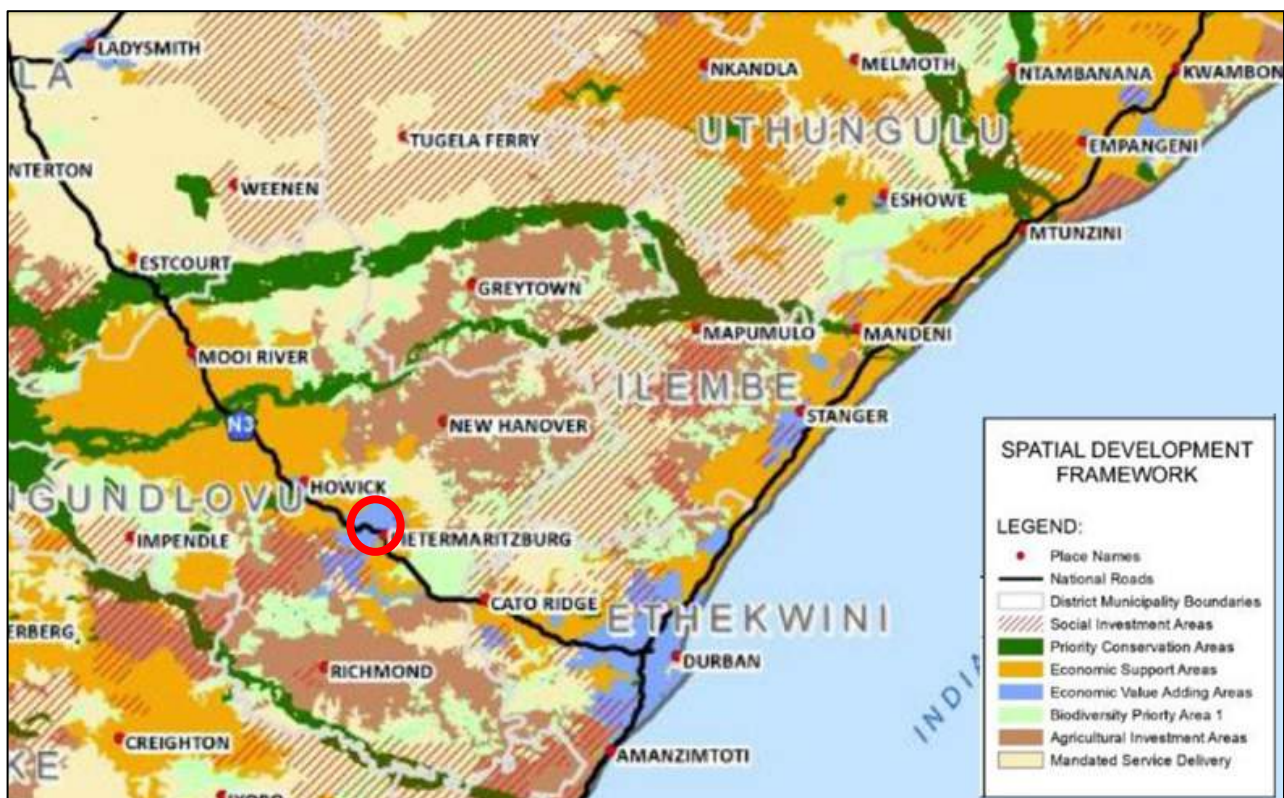 LADYSMITH
LA
NKANDLA
MELMOTH
NTAMBANANA
KWAMBON
UTHUNGULU
TUGELA FERRY
EMPANGENI
NTERTON
WEENEN
ESHOWE
MTUNZINI
ESTCOURT
GREYTOWN
MAPUMULO
MANDENI
MOOI RIVER
ILEMBE
STANGER
N3
NEW HANOVER
HOWICK
NGUNDLOVU
IMPENDLE
IETERMARITZBURG
CATO RIDGE
ETHEKWINI
ERBERG
DURBAN
RICHMOND
INDIA
CREIGHTON
AMANZIMTOTI
KE
SPATIAL DEVELOPMENT
FRAMEWORK
LEGEND:
Place Names
National Roads
District Municipality Boundaries
Social Investment Areas
Priority Conservation Areas
Economic Support Areas
Economic Value Adding Areas
Biodiversity Priorty Area 1
Agricultural Investment Areas
Mandated Service Delivery